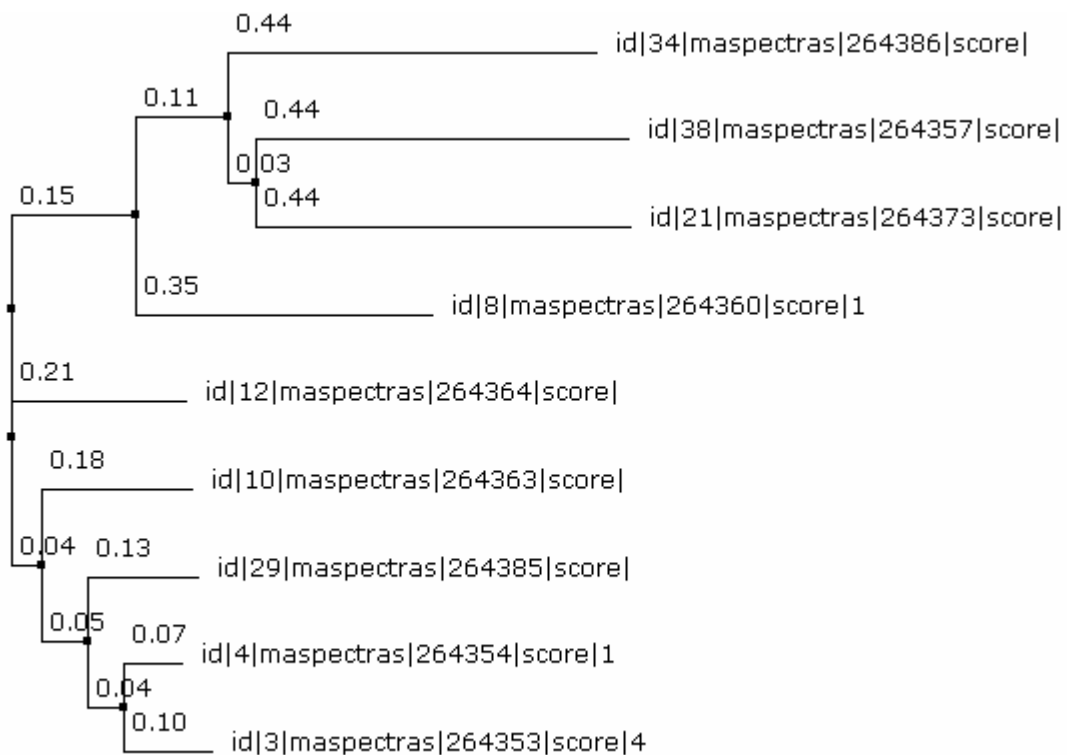 0.44
id|34|maspectras|264386|score|
0.11
0.44
id|38|maspectras|264357|score|
0.03
0.15
0.44
id|21|maspectras|264373|score|
0.35
id|8|maspectras|264360|score|1
0.21
id|12|maspectras|264364|score|
0.18
id|10|maspectras|264363|score|
0.04
0.13
id|29|maspectras|264385|score|
0.05
0.07
id|4|maspectras|264354|score|1
0.04
0.10
id|3|maspectras|264353|score|4